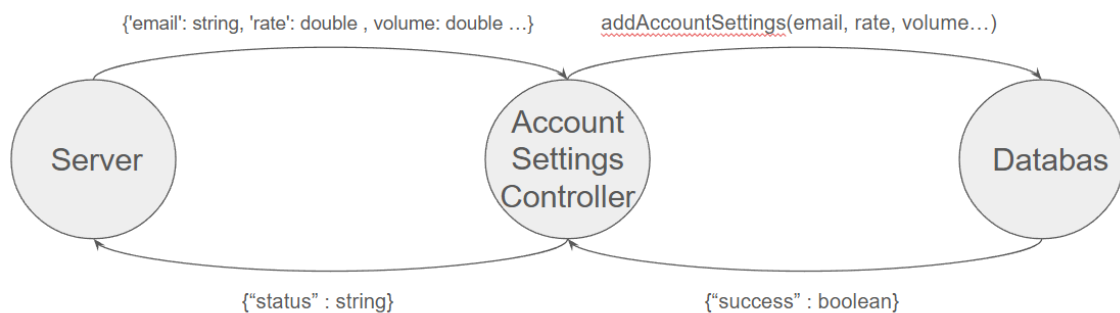 {'email': string, 'rate': double , volume: double ...}
addAccountSettings(email, rate, volume...)
Server
Account
Settings
Controller
Databas
{“status” : string}
{“success” : boolean}